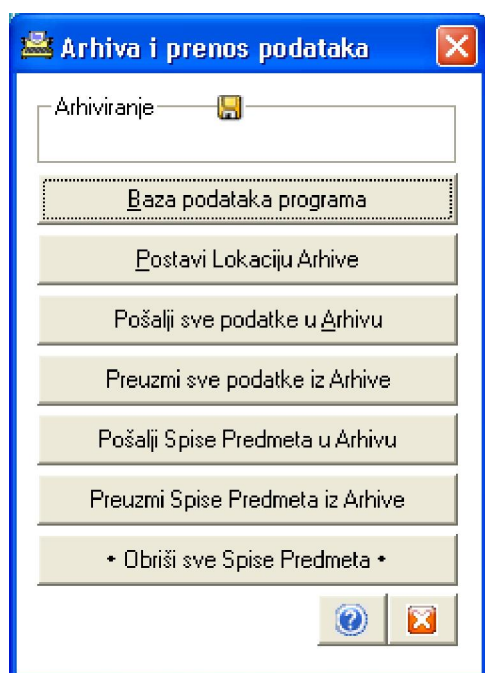 Arhiva i prenos podataka
Arhiviranje
Baza podataka programa
Postavi Lokaciju Arhive
Pošalji sve podatke u Arhivu
Preuzmi sve podatke iz Arhive
Pošalji Spise Predmeta u Arhivu
Preuzmi Spise Predmeta iz Arhive
• Obriši sve Spise Predmeta •